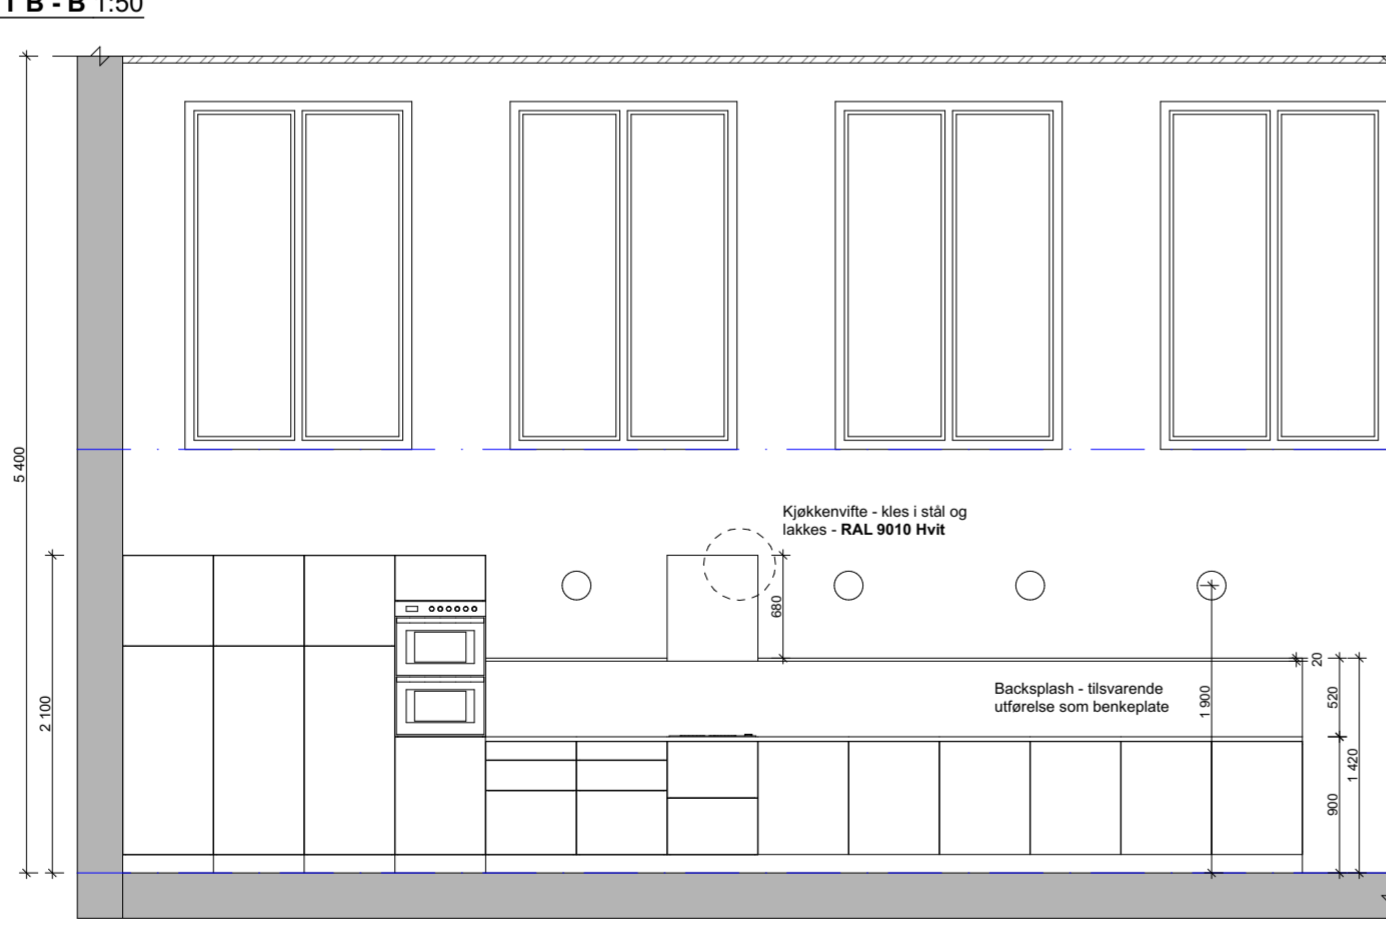 T B - B 1:50
5 400
Kjøkkenvifte - kles i stål og
lakkes - RAL 9010 Hvit
680
2 100
Backsplash - tilsvarende
utførelse som benkeplate
1 900
20
520
1 420
900